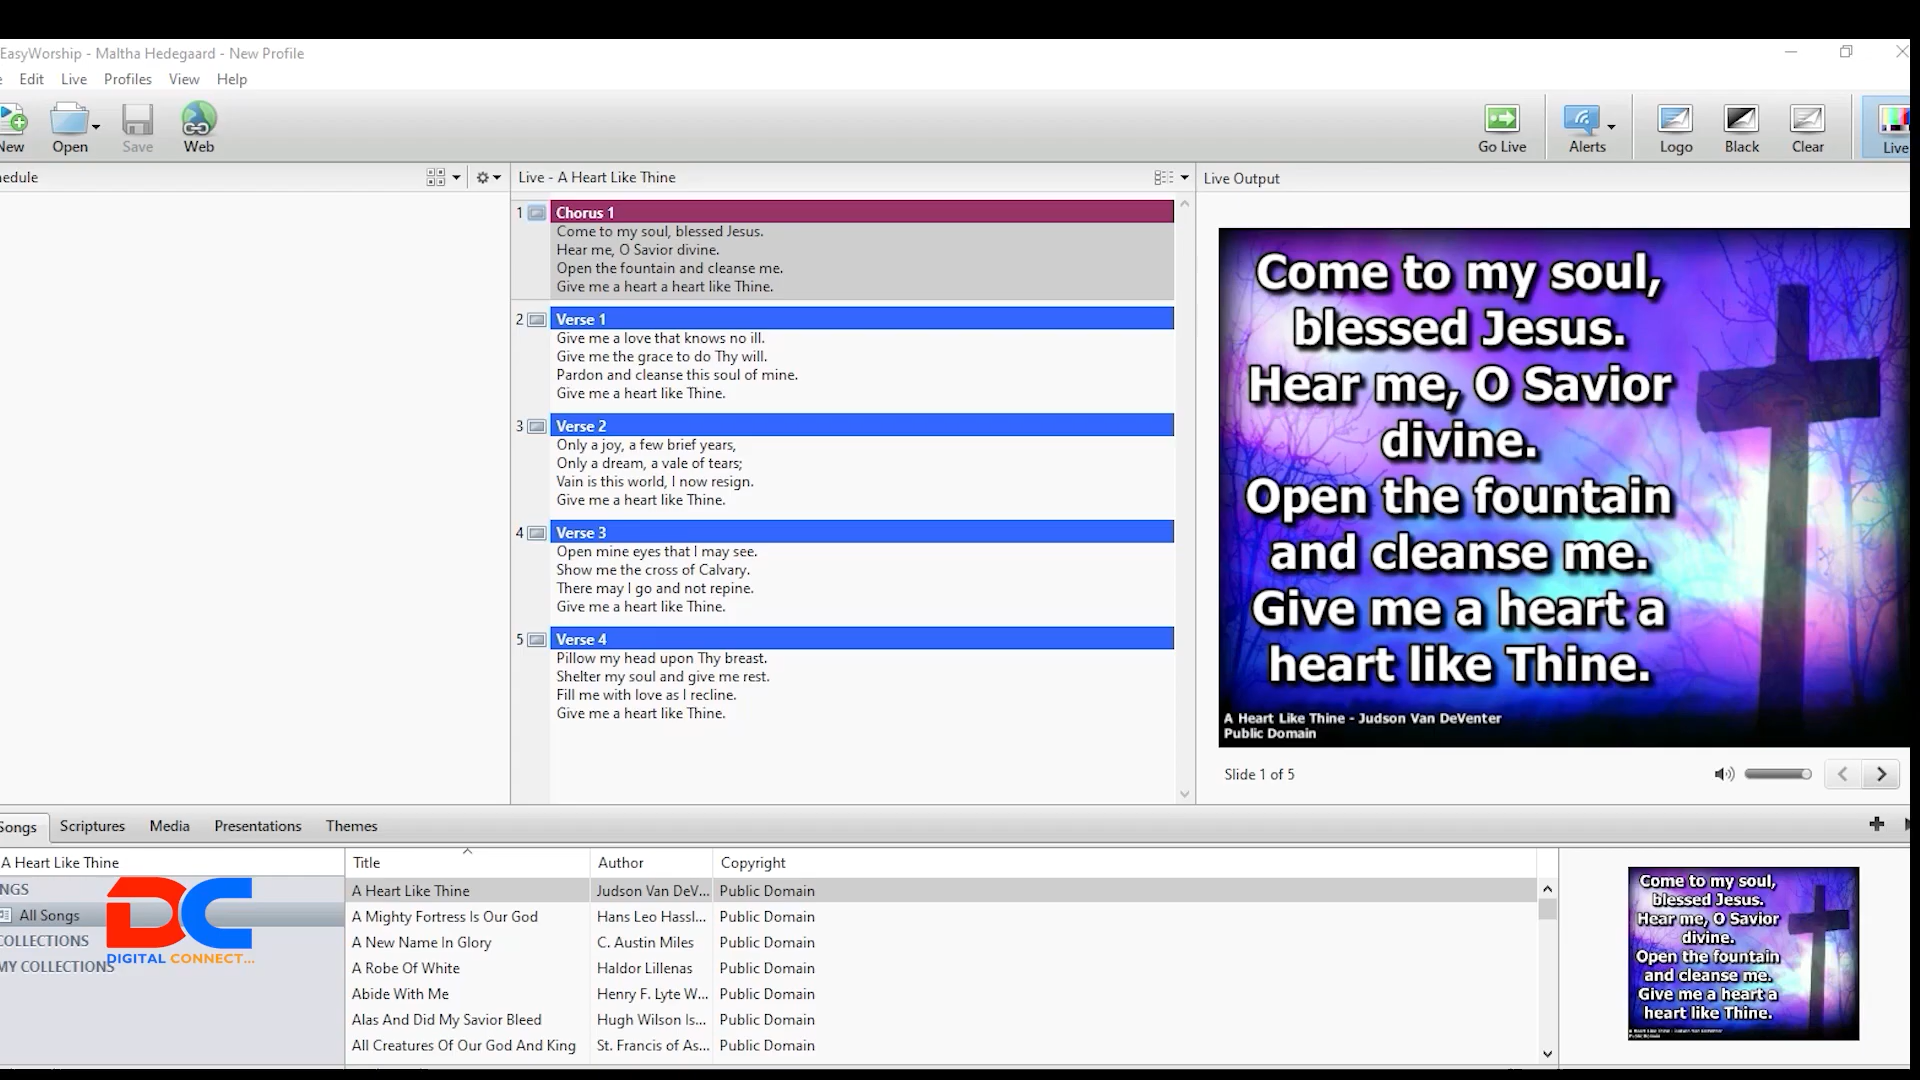 EasyWorship - Maltha Hedegaard - New Profile
Edit Live Profiles View Help
New Open Save Web Go Live Alerts Logo Black Clear Live
edule
Live - A Heart Like Thine
Live Output
1 Chorus 1
Come to my soul, blessed Jesus.
Hear me, O Savior divine.
Open the fountain and cleanse me.
Give me a heart a heart like Thine.
2 Verse 1
Give me a love that knows no ill.
Give me the grace to do Thy will.
Pardon and cleanse this soul of mine.
Give me a heart like Thine.
3 Verse 2
Only a joy, a few brief years,
Only a dream, a vale of tears;
Vain is this world, I now resign.
Give me a heart like Thine.
4 Verse 3
Open mine eyes that I may see.
Show me the cross of Calvary.
There may I go and not repine.
Give me a heart like Thine.
5 Verse 4
Pillow my head upon Thy breast.
Shelter my soul and give me rest.
Fill me with love as I recline.
Give me a heart like Thine.
Come to my soul,
blessed Jesus.
Hear me, O Savior
divine.
Open the fountain
and cleanse me.
Give me a heart a
heart like Thine.
A Heart Like Thine - Judson Van DeVenter
Public Domain
Slide 1 of 5
Songs Scriptures Media Presentations Themes
A Heart Like Thine
NGS
All Songs
COLLECTIONS
MY COLLECTIONS
DC
DIGITAL CONNECT...
Title Author Copyright
A Heart Like Thine Judson Van DeV... Public Domain
A Mighty Fortress Is Our God Hans Leo Hassl... Public Domain
A New Name In Glory C. Austin Miles Public Domain
A Robe Of White Haldor Lillenas Public Domain
Abide With Me Henry F. Lyte W... Public Domain
Alas And Did My Savior Bleed Hugh Wilson Is... Public Domain
All Creatures Of Our God And King St. Francis of As... Public Domain
Come to my soul,
blessed Jesus.
Hear me, O Savior
divine.
Open the fountain
and cleanse me.
Give me a heart a
heart like Thine.
A Heart Like Thine - Judson Van DeVenter
Public Domain